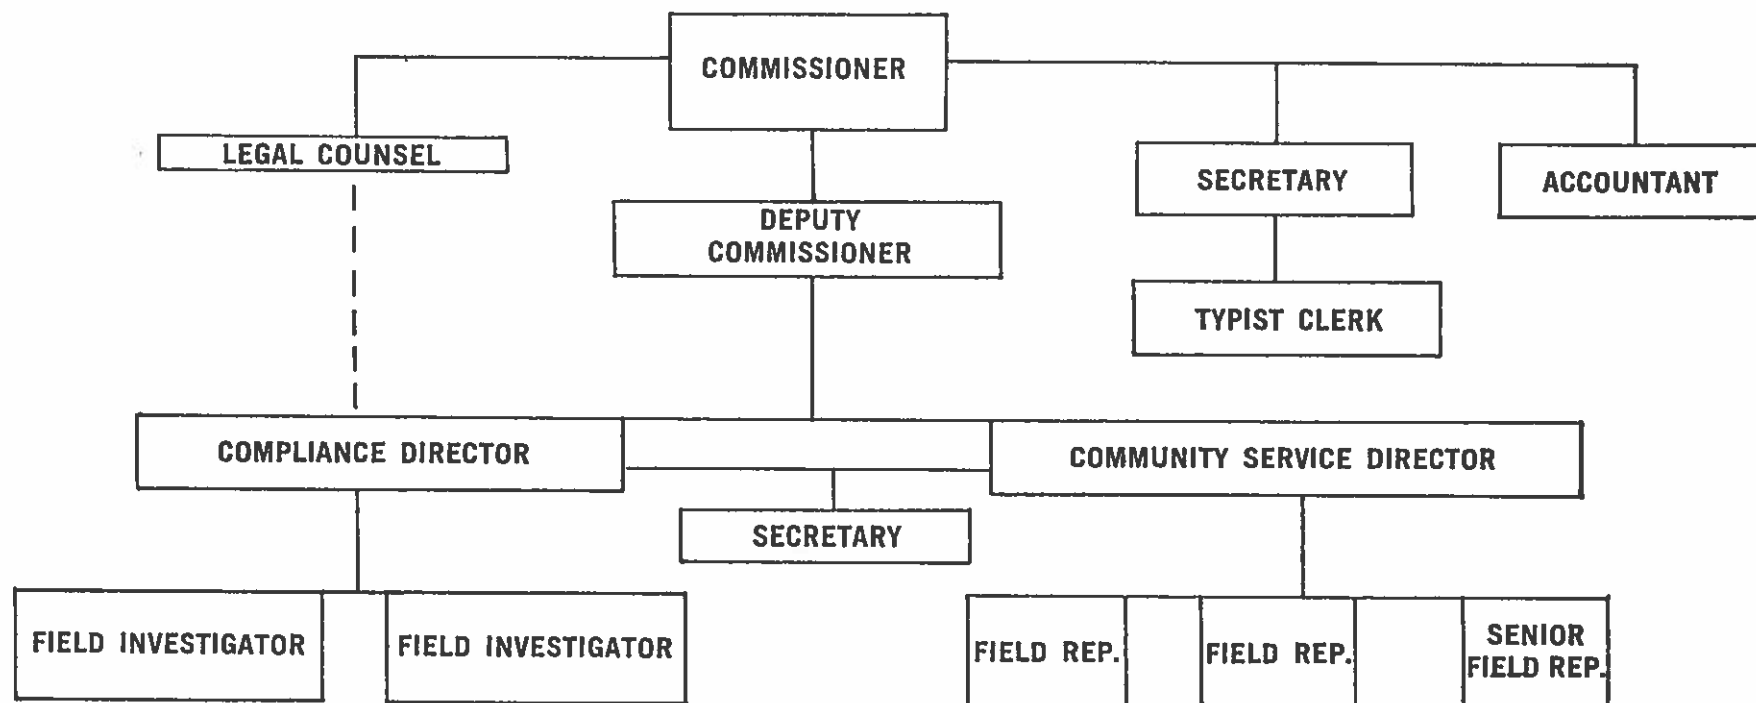 COMMISSIONER
LEGAL COUNSEL
SECRETARY
ACCOUNTANT
DEPUTY
COMMISSIONER
TYPIST CLERK
COMPLIANCE DIRECTOR
COMMUNITY SERVICE DIRECTOR
SECRETARY
FIELD INVESTIGATOR
FIELD INVESTIGATOR
FIELD REP.
FIELD REP.
SENIOR
FIELD REP.